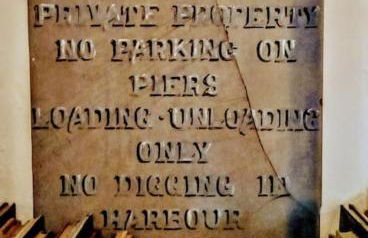 PRIVATE PROPERTY
NO PARKING ON
PIERS
LOADING · UNLOADING
ONLY
NO DIGGING IN
HARBOUR